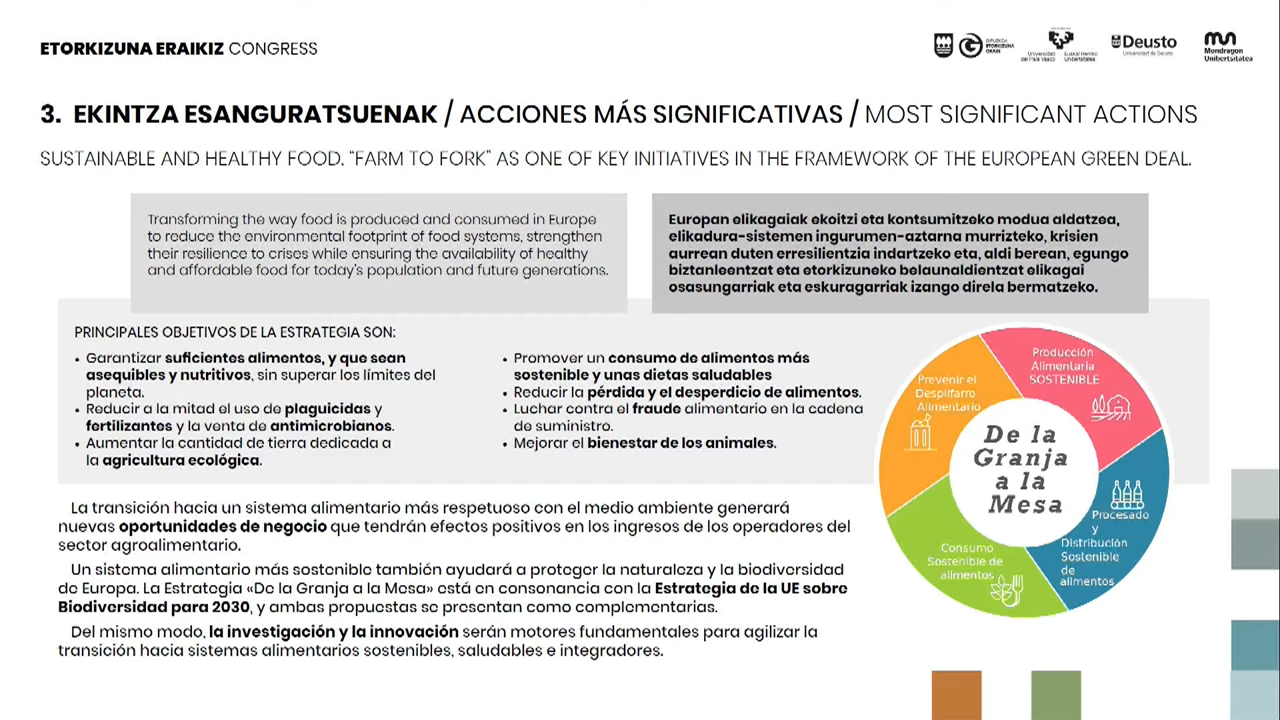 ETORKIZUNA ERAIKIZ CONGRESS
GIPUZKOA
ETORKIZUNA
ORAIN
Universidad
del País Vasco
Euskal Herriko
Unibertsitatea
Deusto
Universidad de Deusto
Mondragon
Unibertsitatea
3. EKINTZA ESANGURATSUENAK / ACCIONES MÁS SIGNIFICATIVAS / MOST SIGNIFICANT ACTIONS
SUSTAINABLE AND HEALTHY FOOD. “FARM TO FORK” AS ONE OF KEY INITIATIVES IN THE FRAMEWORK OF THE EUROPEAN GREEN DEAL.
Transforming the way food is produced and consumed in Europe
to reduce the environmental footprint of food systems, strengthen
their resilience to crises while ensuring the availability of healthy
and affordable food for today's population and future generations.
Europan elikagaiak ekoitzi eta kontsumitzeko modua aldatzea,
elikadura-sistemen ingurumen-aztarna murrizteko, krisien
aurrean duten erresilientzia indartzeko eta, aldi berean, egungo
biztanleentzat eta etorkizuneko belaunaldientzat elikagai
osasungarriak eta eskuragarriak izango direla bermatzeko.
PRINCIPALES OBJETIVOS DE LA ESTRATEGIA SON:
• Garantizar suficientes alimentos, y que sean
asequibles y nutritivos, sin superar los límites del
planeta.
• Reducir a la mitad el uso de plaguicidas y
fertilizantes y la venta de antimicrobianos.
• Aumentar la cantidad de tierra dedicada a
la agricultura ecológica.
• Promover un consumo de alimentos más
sostenible y unas dietas saludables
• Reducir la pérdida y el desperdicio de alimentos.
• Luchar contra el fraude alimentario en la cadena
de suministro.
• Mejorar el bienestar de los animales.
Prevenir el
Despilfarro
Alimentario
Producción
Alimentaria
SOSTENIBLE
De la
Granja
a la
Mesa
Procesado
y
Distribución
Sostenible
de
alimentos
Consumo
Sostenible de
alimentos
La transición hacia un sistema alimentario más respetuoso con el medio ambiente generará
nuevas oportunidades de negocio que tendrán efectos positivos en los ingresos de los operadores del
sector agroalimentario.
Un sistema alimentario más sostenible también ayudará a proteger la naturaleza y la biodiversidad
de Europa. La Estrategia «De la Granja a la Mesa» está en consonancia con la Estrategia de la UE sobre
Biodiversidad para 2030, y ambas propuestas se presentan como complementarias.
Del mismo modo, la investigación y la innovación serán motores fundamentales para agilizar la
transición hacia sistemas alimentarios sostenibles, saludables e integradores.